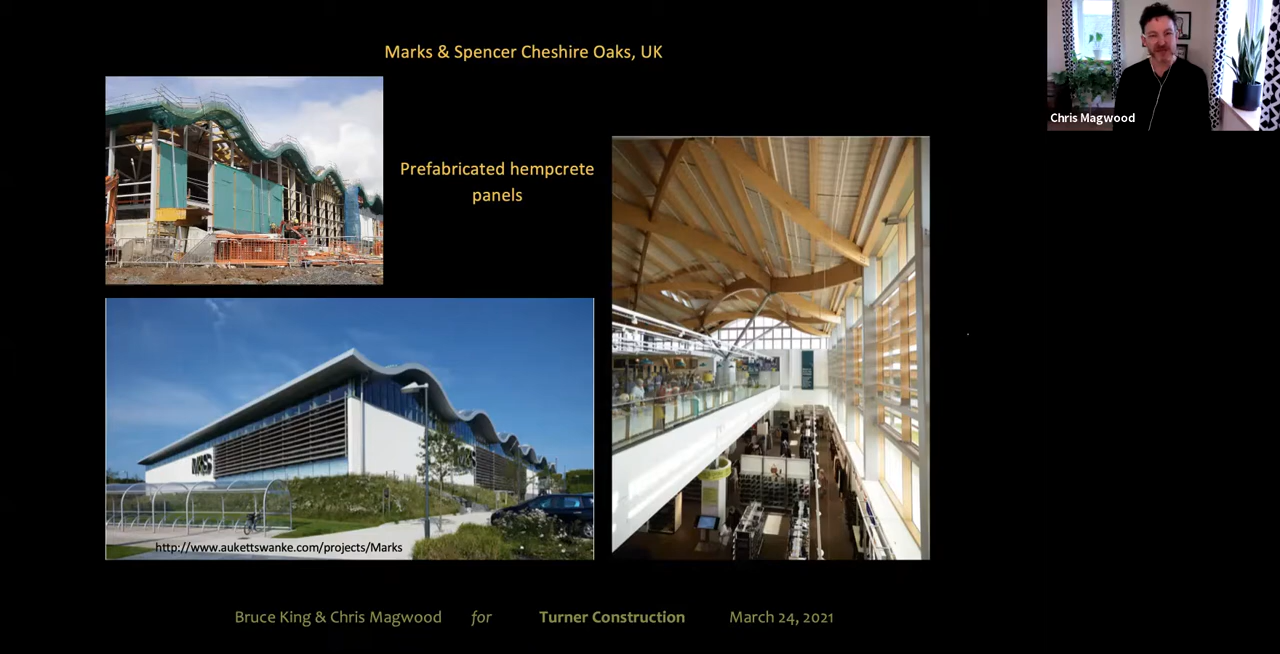 Marks & Spencer Cheshire Oaks, UK
Chris Magwood
Prefabricated hempcrete
panels
M&S
http://www.aukettswanke.com/projects/Marks
Bruce King & Chris Magwood for Turner Construction March 24, 2021